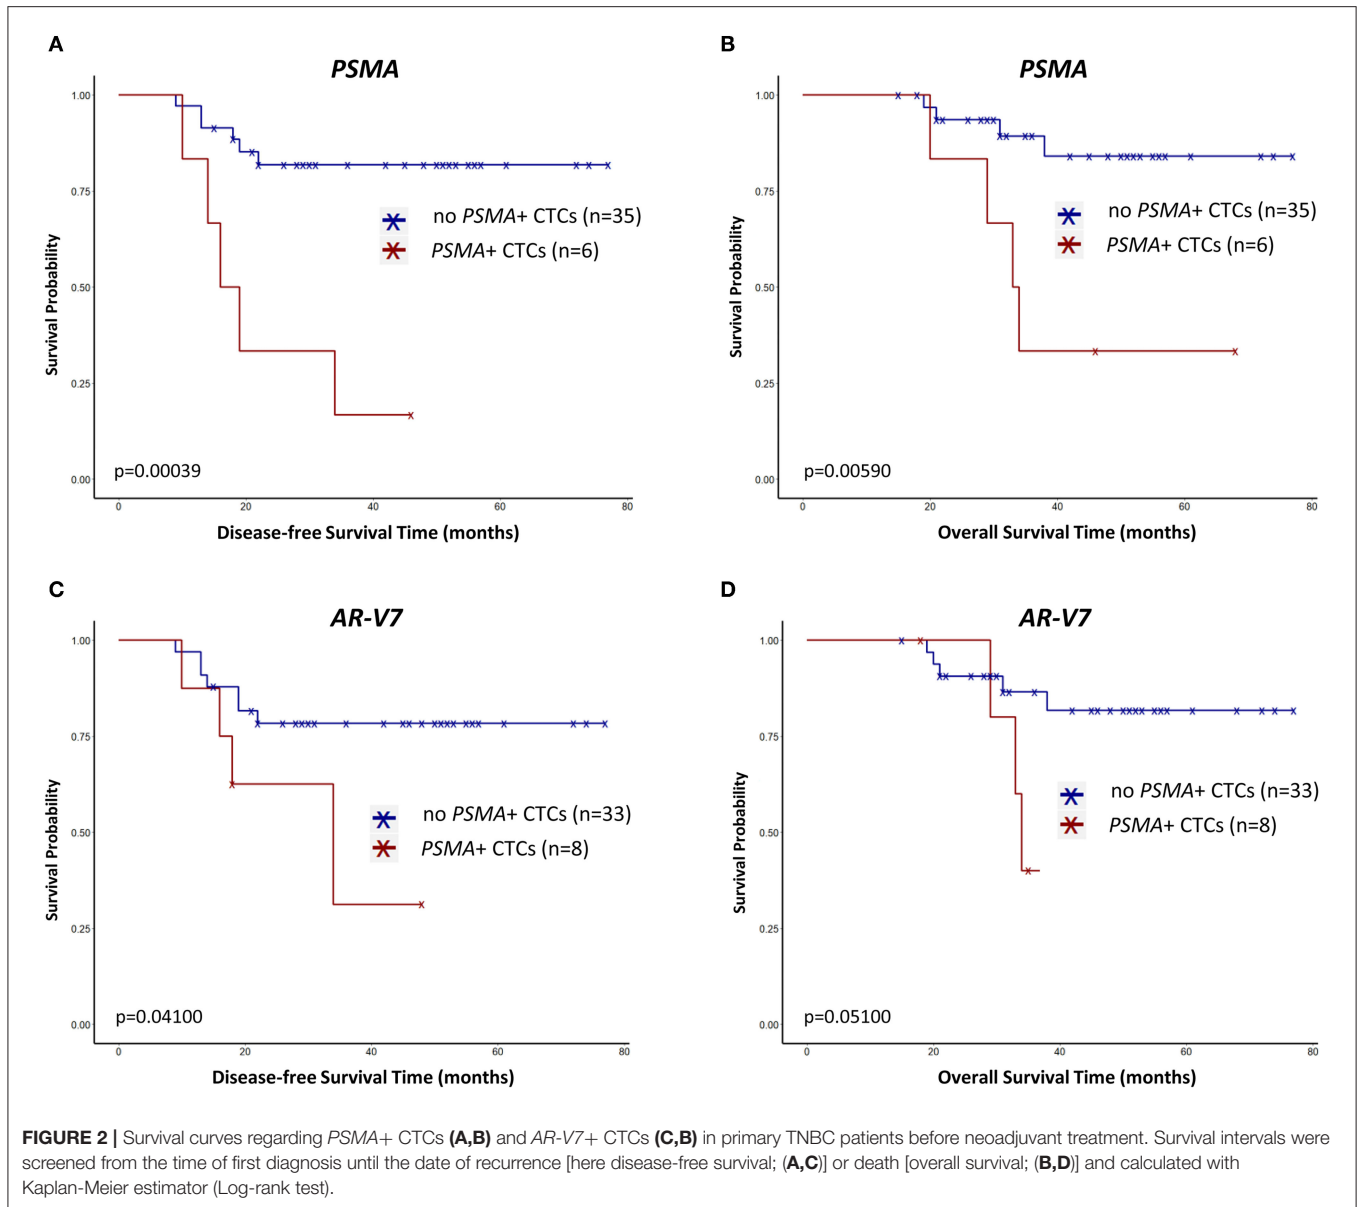 A
PSMA
1.00
0.75
0.50
0.25
0.00
Survival Probability
no PSMA+ CTCs (n=35)
PSMA+ CTCs (n=6)
p=0.00039
0 20 40 60 80
Disease-free Survival Time (months)
B
PSMA
1.00
0.75
0.50
0.25
0.00
Survival Probability
no PSMA+ CTCs (n=35)
PSMA+ CTCs (n=6)
p=0.00590
0 20 40 60 80
Overall Survival Time (months)
C
AR-V7
1.00
0.75
0.50
0.25
0.00
Survival Probability
no PSMA+ CTCs (n=33)
PSMA+ CTCs (n=8)
p=0.04100
0 20 40 60 80
Disease-free Survival Time (months)
D
AR-V7
1.00
0.75
0.50
0.25
0.00
Survival Probability
no PSMA+ CTCs (n=33)
PSMA+ CTCs (n=8)
p=0.05100
0 20 40 60 80
Overall Survival Time (months)
FIGURE 2 | Survival curves regarding PSMA+ CTCs (A,B) and AR-V7+ CTCs (C,B) in primary TNBC patients before neoadjuvant treatment. Survival intervals were
screened from the time of first diagnosis until the date of recurrence [here disease-free survival; (A,C)] or death [overall survival; (B,D)] and calculated with
Kaplan-Meier estimator (Log-rank test).